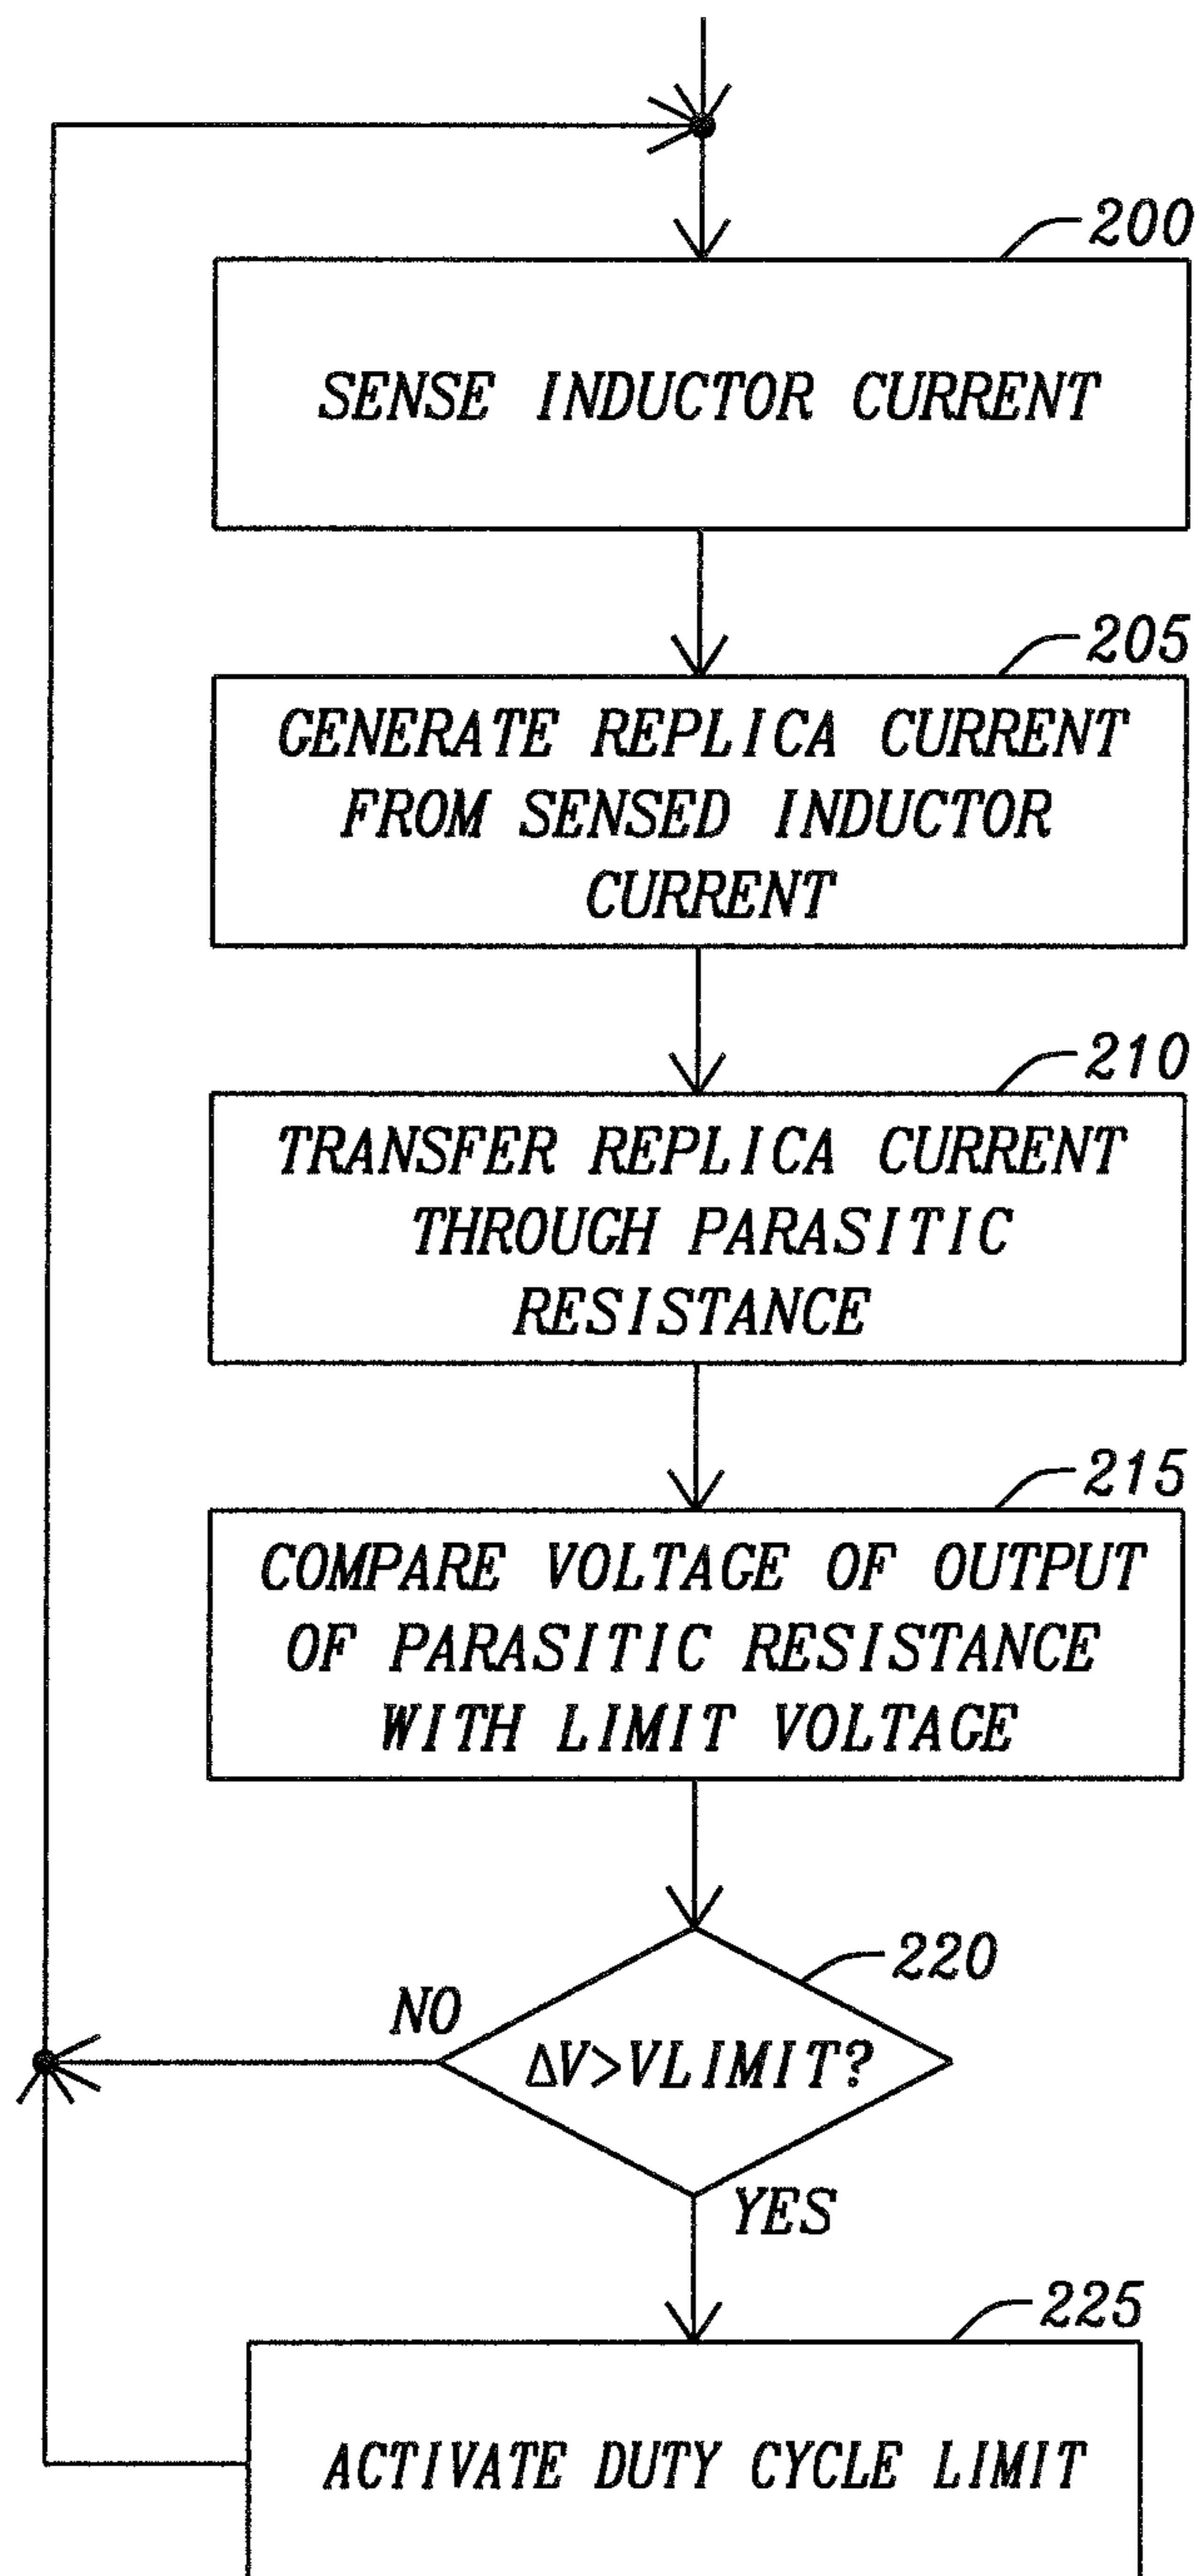 200
SENSE INDUCTOR CURRENT
205
GENERATE REPLICA CURRENT
FROM SENSED INDUCTOR
CURRENT
210
TRANSFER REPLICA CURRENT
THROUGH PARASITIC
RESISTANCE
215
COMPARE VOLTAGE OF OUTPUT
OF PARASITIC RESISTANCE
WITH LIMIT VOLTAGE
220
NO
ΔV>VLIMIT?
YES
225
ACTIVATE DUTY CYCLE LIMIT